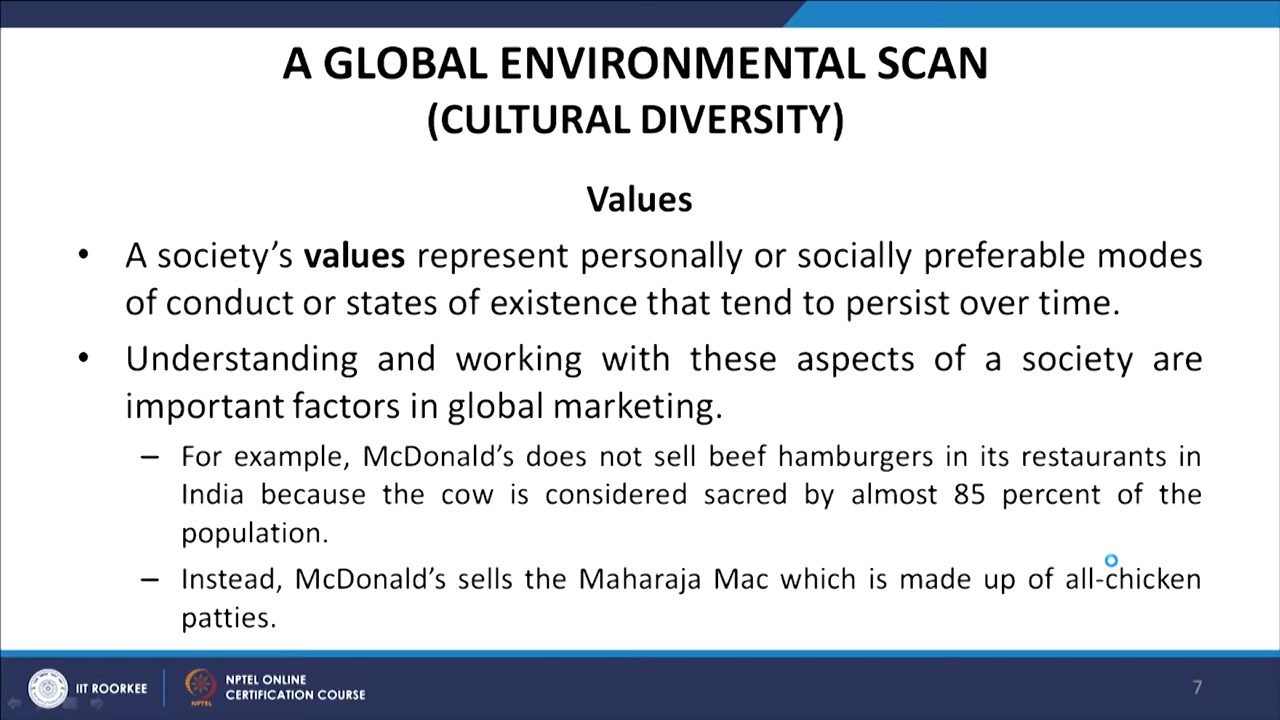 A GLOBAL ENVIRONMENTAL SCAN
(CULTURAL DIVERSITY)
Values
• A society’s values represent personally or socially preferable modes
of conduct or states of existence that tend to persist over time.
• Understanding and working with these aspects of a society are
important factors in global marketing.
– For example, McDonald’s does not sell beef hamburgers in its restaurants in
India because the cow is considered sacred by almost 85 percent of the
population.
– Instead, McDonald’s sells the Maharaja Mac which is made up of all-chicken
patties.
IIT ROORKEE
NPTEL
NPTEL ONLINE
CERTIFICATION COURSE
7